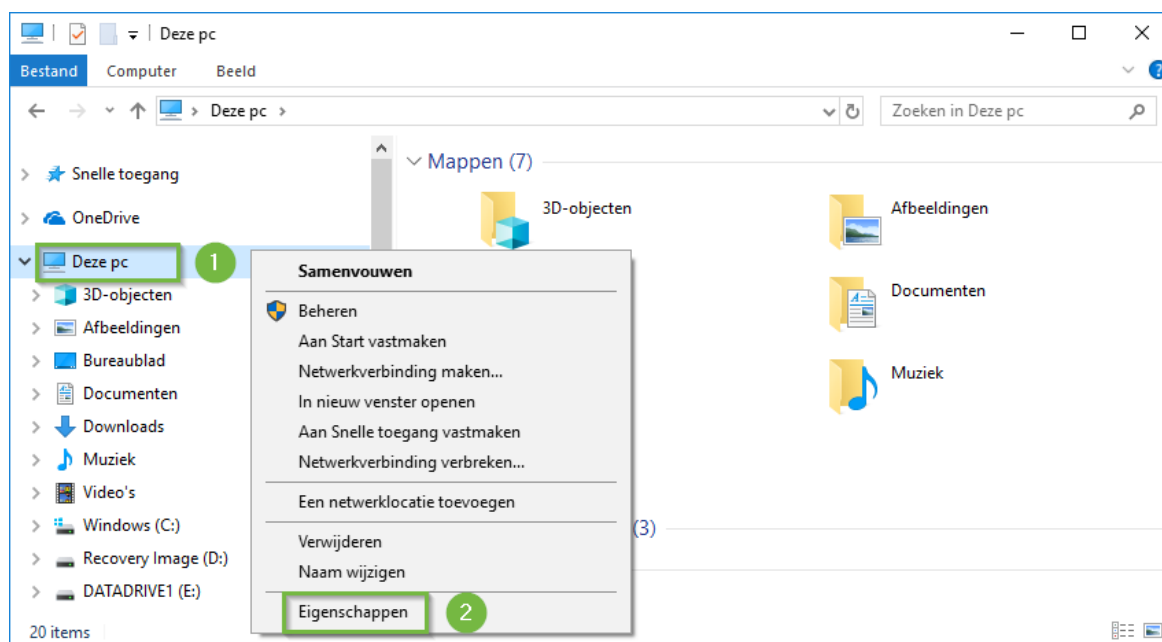 Deze pc
Bestand Computer Beeld
Deze pc
Zoeken in Deze pc
Snelle toegang
OneDrive
Deze pc
1
3D-objecten
Afbeeldingen
Bureaublad
Documenten
Downloads
Muziek
Video's
Windows (C:)
Recovery Image (D:)
DATADRIVE1 (E:)
20 items
Mappen (7)
3D-objecten
Afbeeldingen
Documenten
Muziek
(3)
Samenvouwen
Beheren
Aan Start vastmaken
Netwerkverbinding maken...
In nieuw venster openen
Aan Snelle toegang vastmaken
Netwerkverbinding verbreken...
Een netwerklocatie toevoegen
Verwijderen
Naam wijzigen
Eigenschappen
2